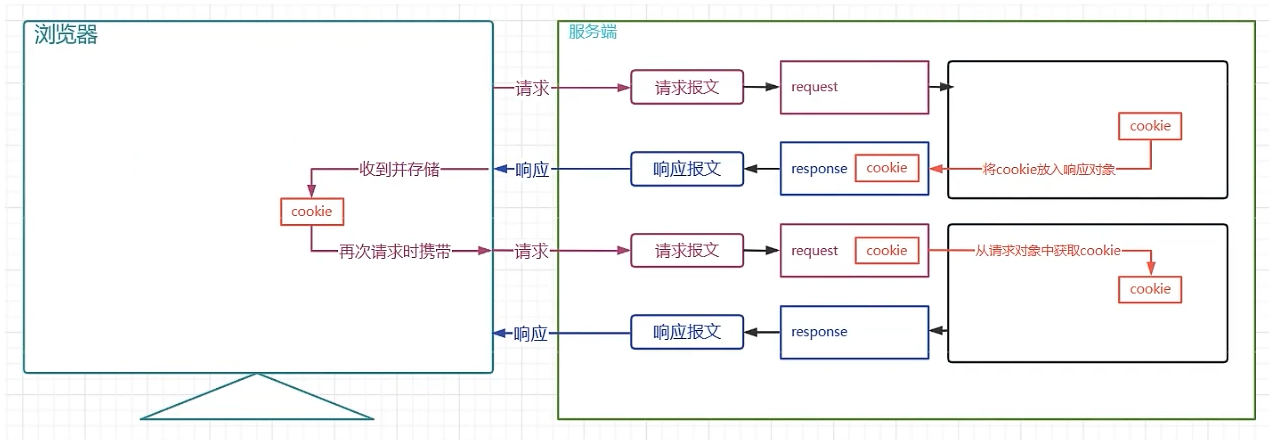 浏览器
服务端
请求
请求报文
request
cookie
收到并存储
响应
响应报文
response
cookie
将cookie放入响应对象
cookie
再次请求时携带
请求
请求报文
request
cookie
从请求对象中获取cookie
cookie
响应
响应报文
response